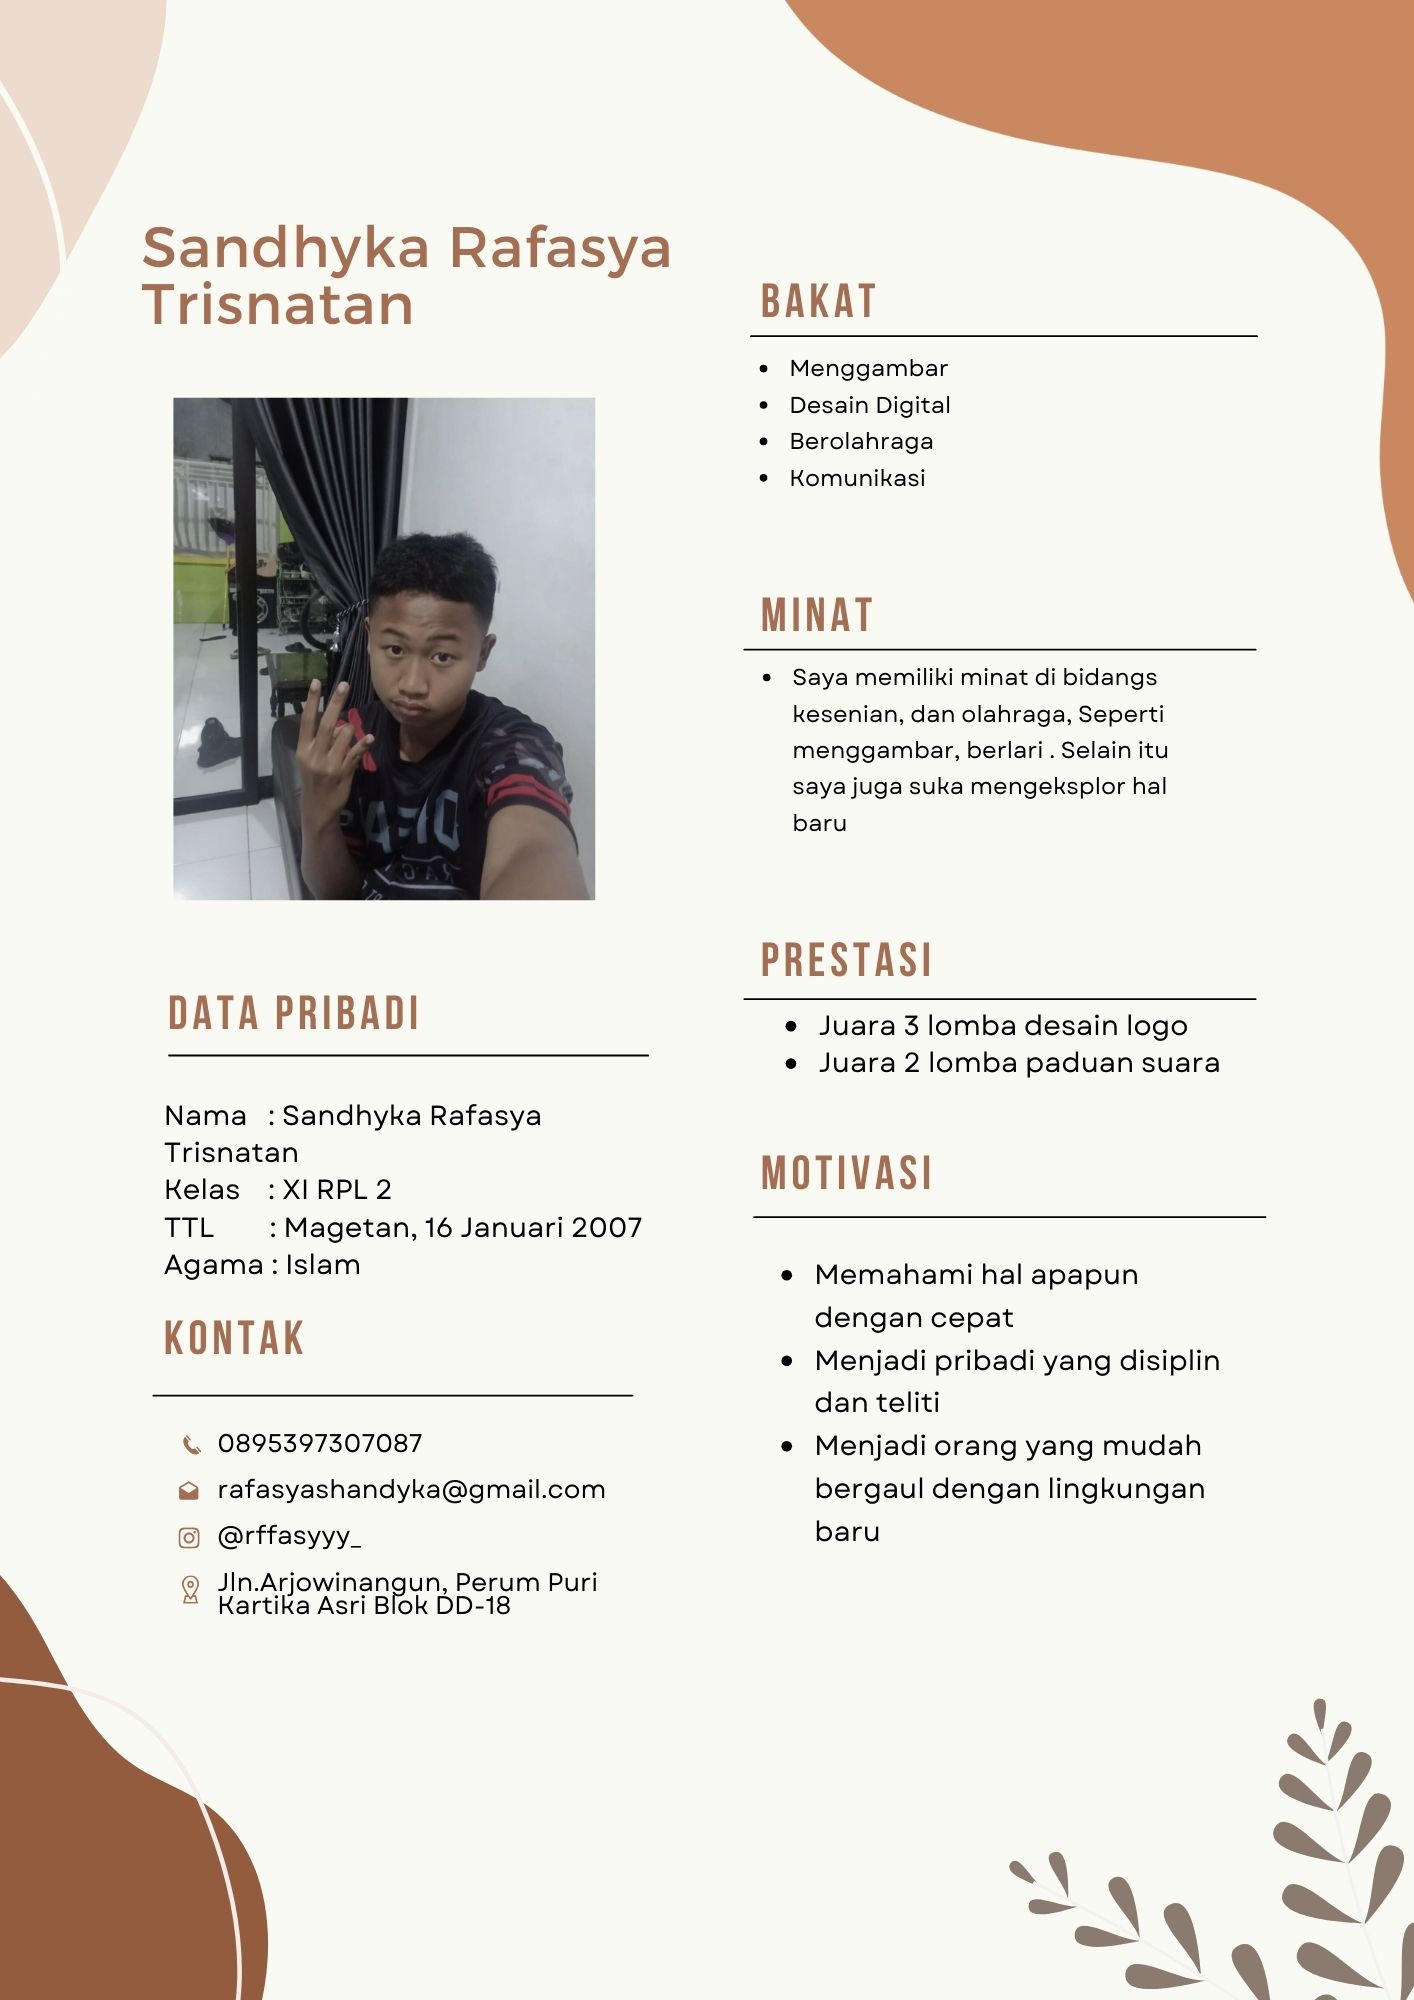 Sandhyka Rafasya
Trisnatan
DATA PRIBADI
Nama : Sandhyka Rafasya
Trisnatan
Kelas : XI RPL 2
TTL : Magetan, 16 Januari 2007
Agama : Islam
KONTAK
0895397307087
rafasyashandyka@gmail.com
@rffasyyy_
Jln.Arjowinangun, Perum Puri
Kartika Asri Blok DD-18
BAKAT
• Menggambar
• Desain Digital
• Berolahraga
• Komunikasi
MINAT
• Saya memiliki minat di bidangs
kesenian, dan olahraga, Seperti
menggambar, berlari . Selain itu
saya juga suka mengeksplor hal
baru
PRESTASI
• Juara 3 lomba desain logo
• Juara 2 lomba paduan suara
MOTIVASI
• Memahami hal apapun
dengan cepat
• Menjadi pribadi yang disiplin
dan teliti
• Menjadi orang yang mudah
bergaul dengan lingkungan
baru